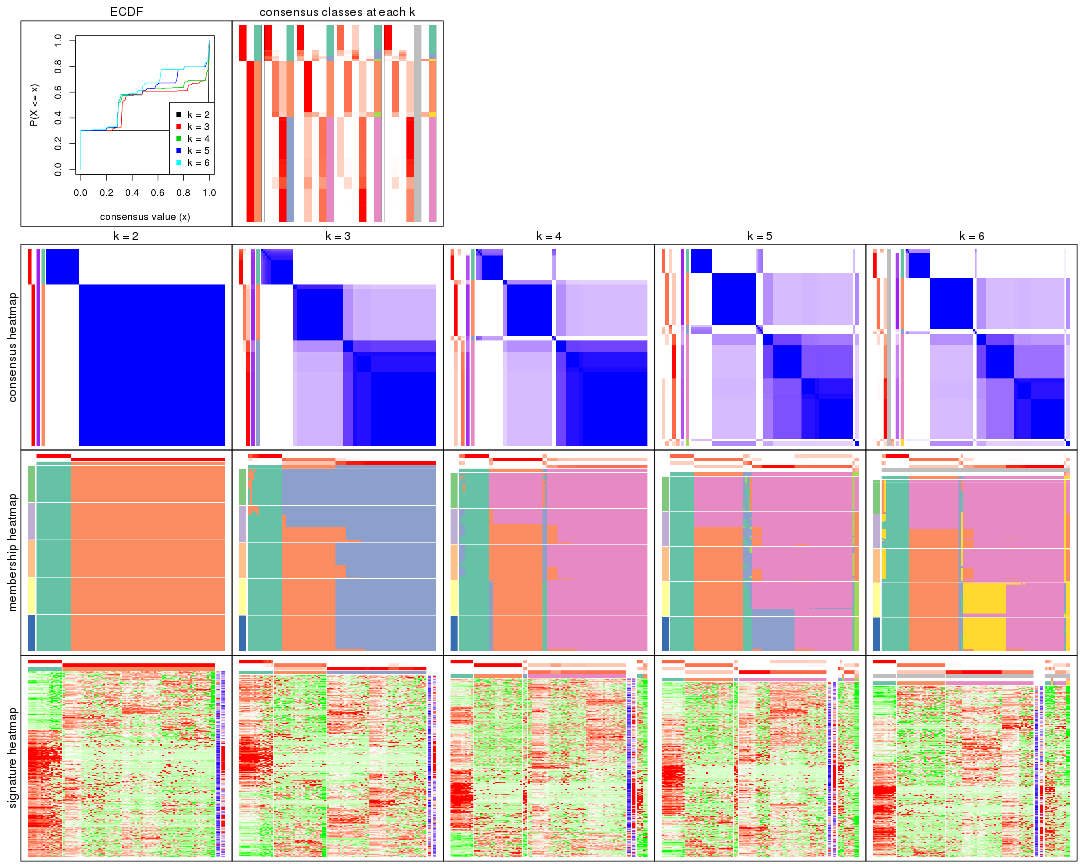 ECDF
consensus classes at each k
P(X <= x)
1.0
0.8
0.6
0.4
0.2
0.0
k = 2
k = 3
k = 4
k = 5
k = 6
0.0 0.2 0.4 0.6 0.8 1.0
consensus value (x)
k = 2
k = 3
k = 4
k = 5
k = 6
consensus heatmap
membership heatmap
signature heatmap